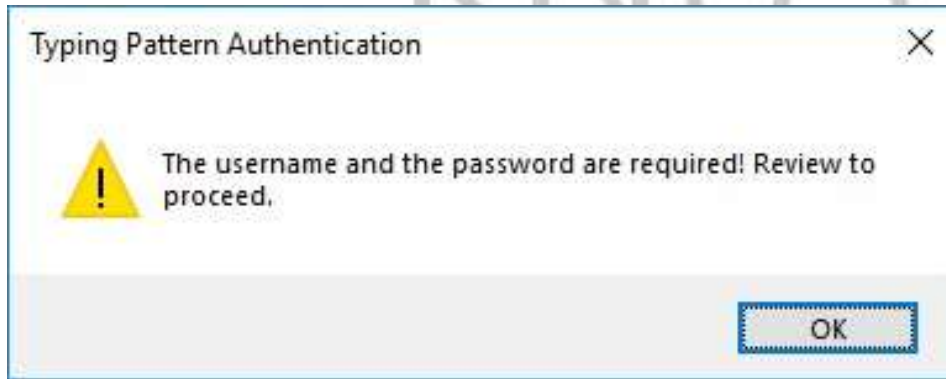 Typing Pattern Authentication
The username and the password are required! Review to
proceed.
OK